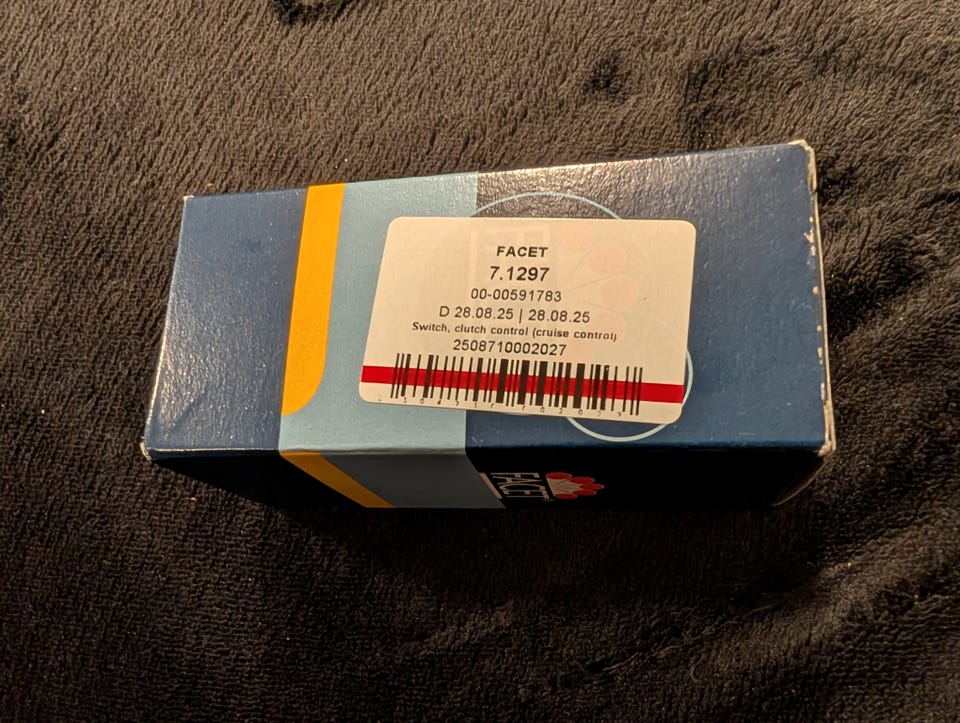 FACET
7.1297
00-00591783
D 28.08.25 | 28.08.25
Switch, clutch control (cruise control)
2508710002027
FACET